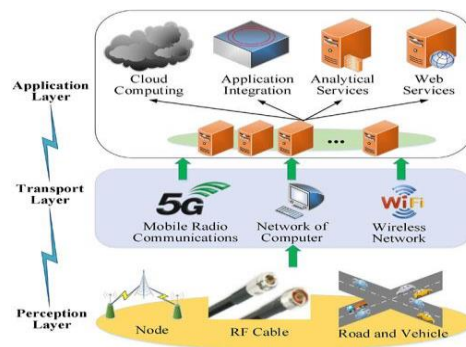 Cloud
Computing
Application
Integration
Analytical
Services
Web
Services
Application
Layer
...
Transport
Layer
5G
WiFi
Mobile Radio
Communications
Network of
Computer
Wireless
Network
Perception
Layer
Node
RF Cable
Road and Vehicle